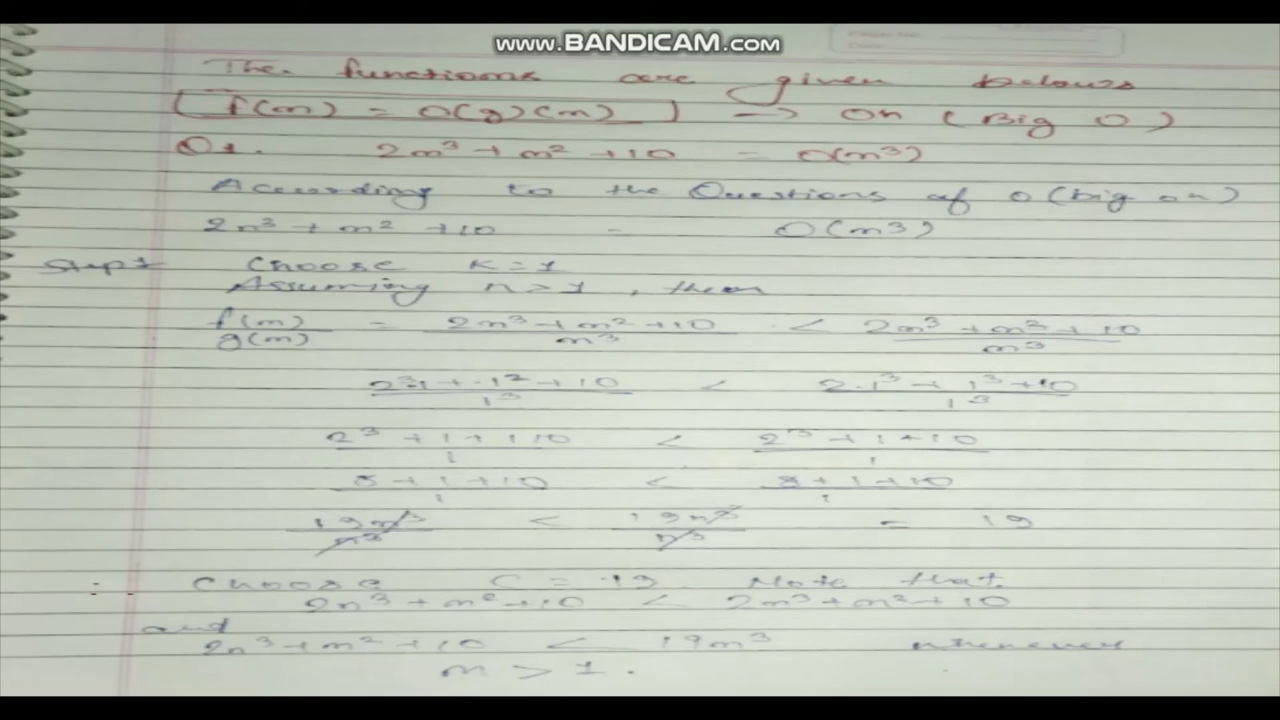 www.BANDICAM.com
The functions are given belows
f(n) = O(g)(n) → On (Big O)
Q1. 2n³ + n² + 10 = O(n³)
According to the Questions of O (big on)
2n³ + n² + 10 = O(n³)
Step 1 Choose K = 1
Assuming n > 1, then
f(n)/g(n) = 2n³ + n² + 10/n³ < 2n³ + n³ + 10/n³
2³·1 + 1² + 10/1³ < 2·1³ + 1³ + 10/1³
2³ + 1 + 10/1 < 2³ + 1 + 10/1
8 + 1 + 10/1 < 8 + 1 + 10/1
19n³/n³ < 19n³/n³ = 19
Choose C = 19 Note that
2n³ + n² + 10 < 2n³ + n² + 10
and
2n³ + n² + 10 < 19n³ whenever
n > 1.